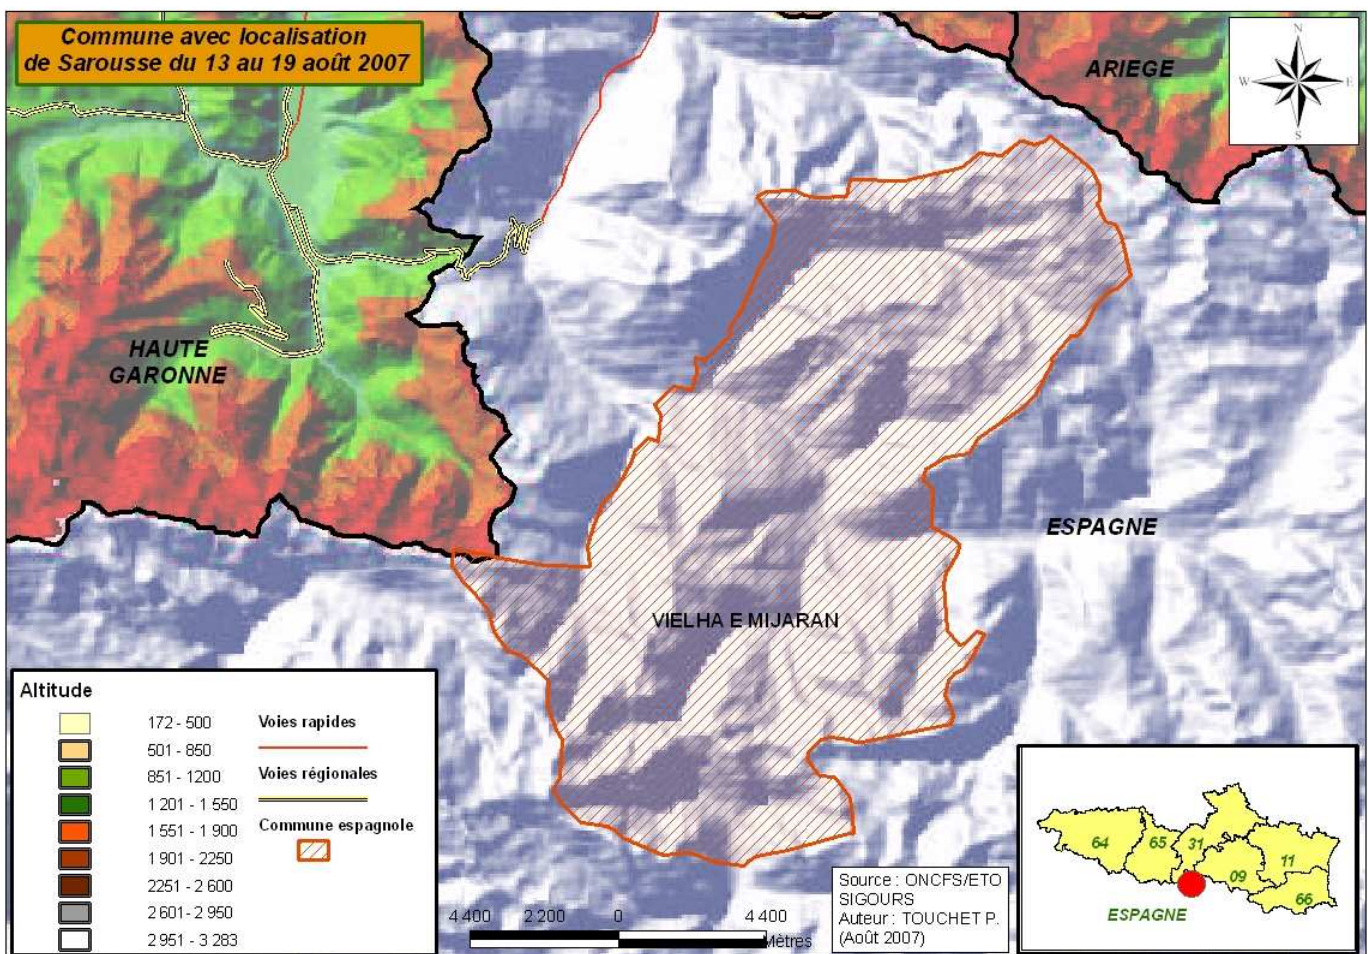 Commune avec localisation
de Sarousse du 13 au 19 août 2007
ARIEGE
N
W E
S
HAUTE
GARONNE
ESPAGNE
VIELHA E MIJARAN
Altitude
172 - 500
501 - 850
851 - 1200
1 201 - 1 550
1 551 - 1 900
1 901 - 2250
2251 - 2 600
2 601 - 2 950
2 951 - 3 283
Voies rapides
Voies régionales
Commune espagnole
4 400 2 200 0 4 400
Mètres
Source : ONCFS/ETO
SIGOURS
Auteur : TOUCHET P.
(Août 2007)
64 65 31 09 11 66
ESPAGNE